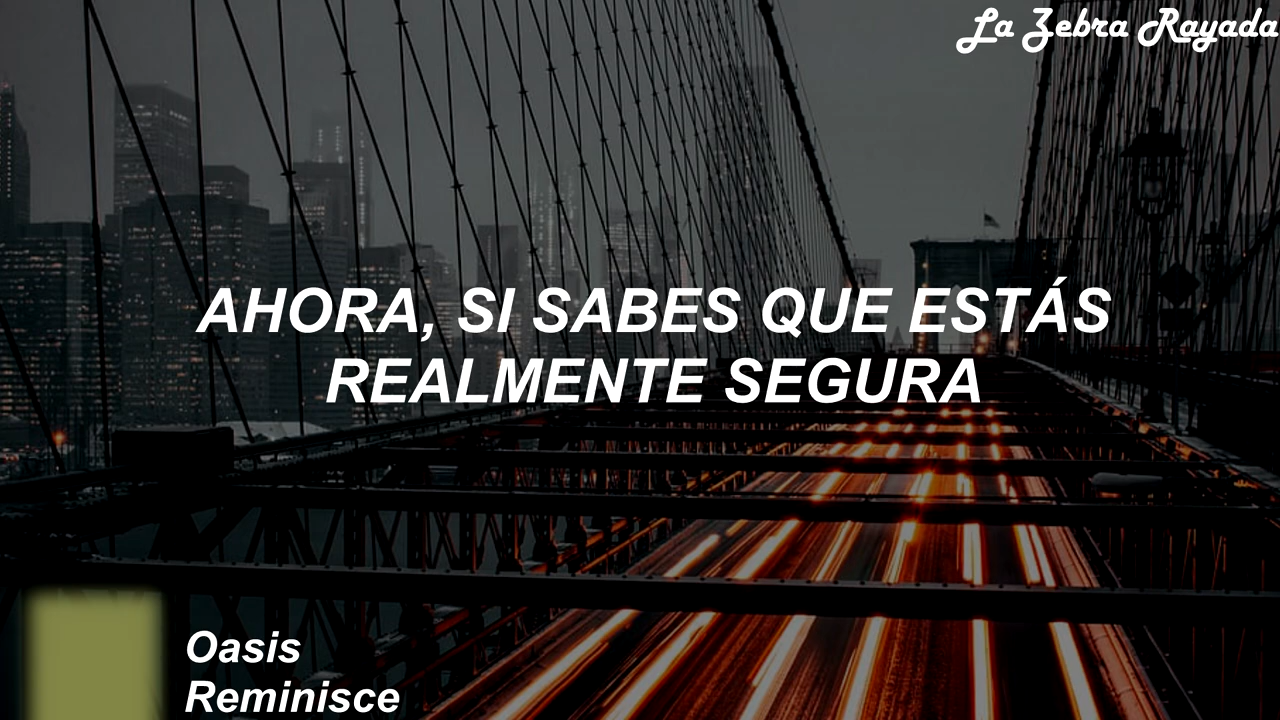 La Zebra Rayada
AHORA, SI SABES QUE ESTÁS
REALMENTE SEGURA
Oasis
Reminisce